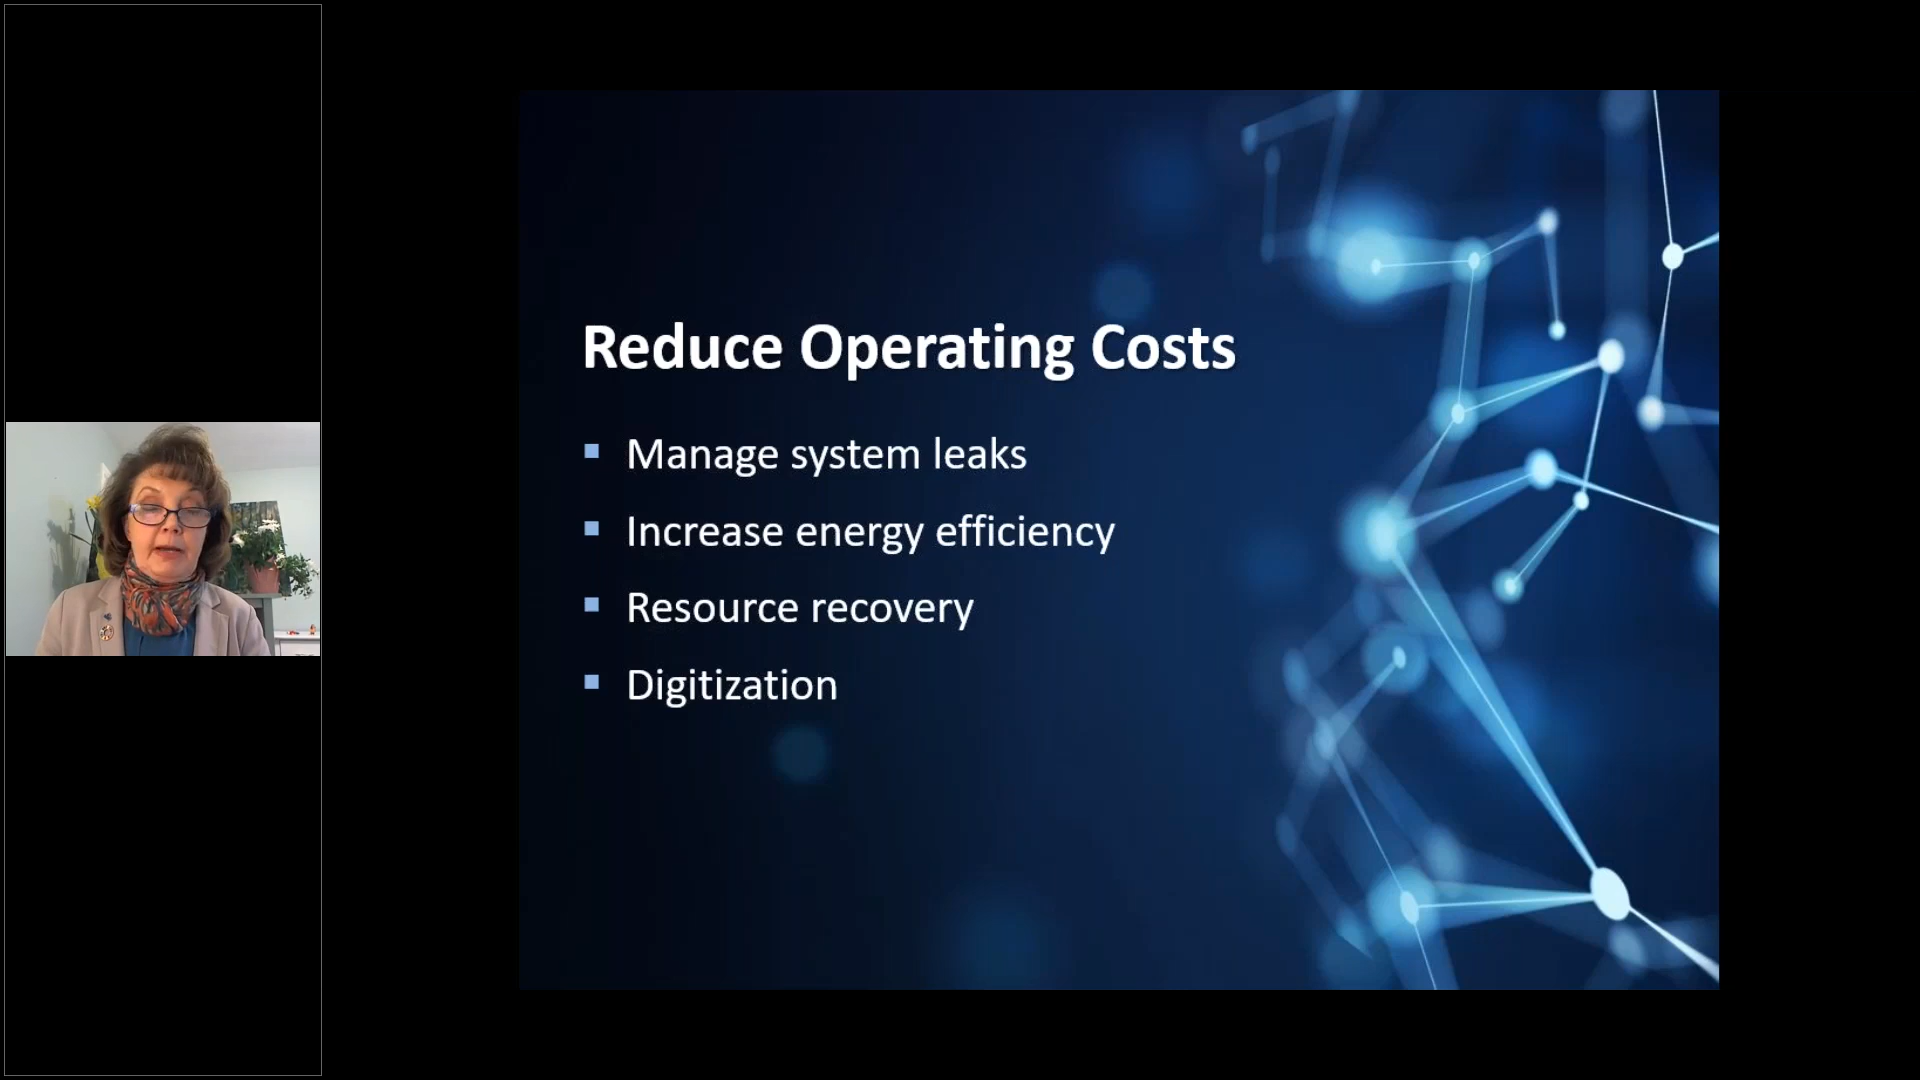 Reduce Operating Costs
Manage system leaks
Increase energy efficiency
Resource recovery
Digitization